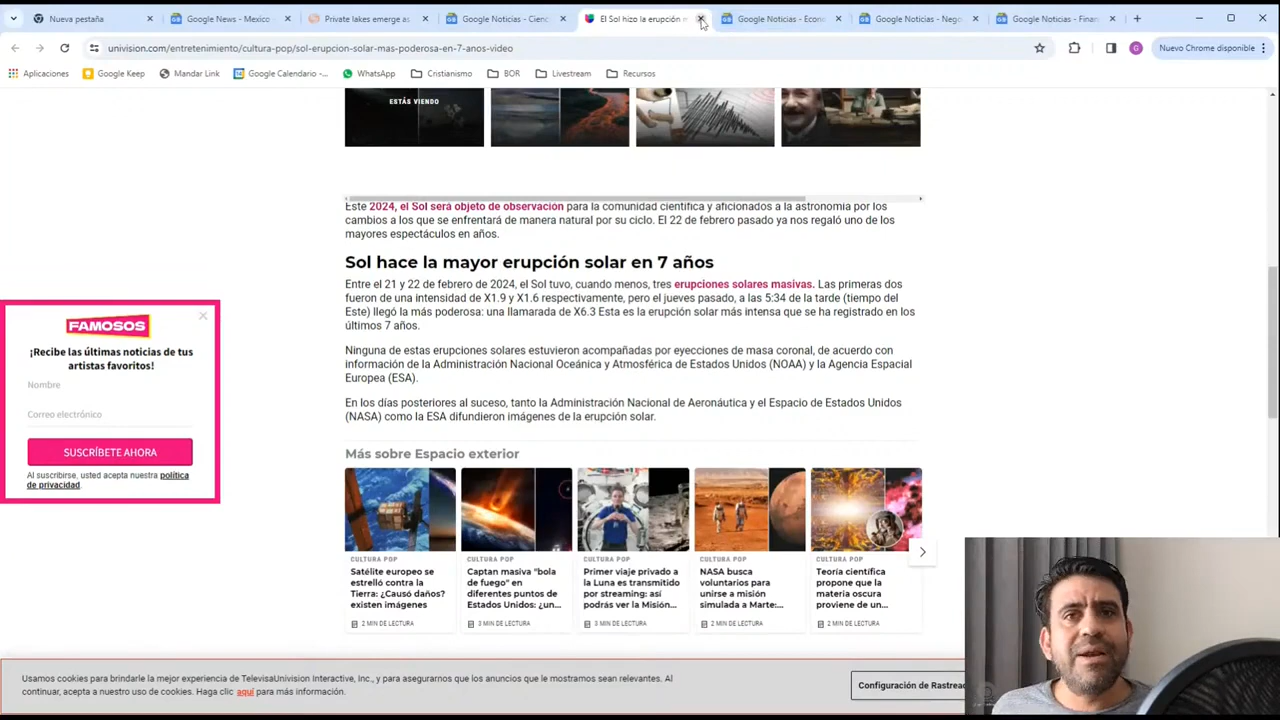 Nueva pestaña
Google News - Mexico -
Private lakes emerge as
Google Noticias - Cienc
El Sol hizo la erupción m
Google Noticias - Econo
Google Noticias - Nego
Google Noticias - Finan
univision.com/entretenimiento/cultura-pop/sol-erupcion-solar-mas-poderosa-en-7-anos-video
G
Nuevo Chrome disponible
Aplicaciones
Google Keep
Mandar Link
Google Calendario -...
WhatsApp
Cristianismo
BOR
Livestream
Recursos
ESTÁS VIENDO
Este 2024, el Sol será objeto de observación para la comunidad científica y aficionados a la astronomía por los
cambios a los que se enfrentará de manera natural por su ciclo. El 22 de febrero pasado ya nos regaló uno de los
mayores espectáculos en años.
Sol hace la mayor erupción solar en 7 años
Entre el 21 y 22 de febrero de 2024, el Sol tuvo, cuando menos, tres erupciones solares masivas. Las primeras dos
fueron de una intensidad de X1.9 y X1.6 respectivamente, pero el jueves pasado, a las 5:34 de la tarde (tiempo del
Este) llegó la más poderosa: una llamarada de X6.3 Esta es la erupción solar más intensa que se ha registrado en los
últimos 7 años.
Ninguna de estas erupciones solares estuvieron acompañadas por eyecciones de masa coronal, de acuerdo con
información de la Administración Nacional Oceánica y Atmosférica de Estados Unidos (NOAA) y la Agencia Espacial
Europea (ESA).
En los días posteriores al suceso, tanto la Administración Nacional de Aeronáutica y el Espacio de Estados Unidos
(NASA) como la ESA difundieron imágenes de la erupción solar.
FAMOSOS
¡Recibe las últimas noticias de tus
artistas favoritos!
Nombre
Correo electrónico
SUSCRÍBETE AHORA
Al suscribirse, usted acepta nuestra política
de privacidad.
Más sobre Espacio exterior
CULTURA POP
Satélite europeo se
estrelló contra la
Tierra: ¿Causó daños?
existen imágenes
2 MIN DE LECTURA
CULTURA POP
Captan masiva "bola
de fuego" en
diferentes puntos de
Estados Unidos: ¿un...
3 MIN DE LECTURA
CULTURA POP
Primer viaje privado a
la Luna es transmitido
por streaming: así
podrás ver la Misión...
3 MIN DE LECTURA
CULTURA POP
NASA busca
voluntarios para
unirse a misión
simulada a Marte:...
2 MIN DE LECTURA
CULTURA POP
Teoría científica
propone que la
materia oscura
proviene de un...
2 MIN DE LECTURA
Usamos cookies para brindarle la mejor experiencia de TelevisaUnivision Interactive, Inc., y para asegurarnos que los anuncios que le mostramos sean relevantes. Al
continuar, acepta a nuestro uso de cookies. Haga clic aquí para más información.
Configuración de Rastrea